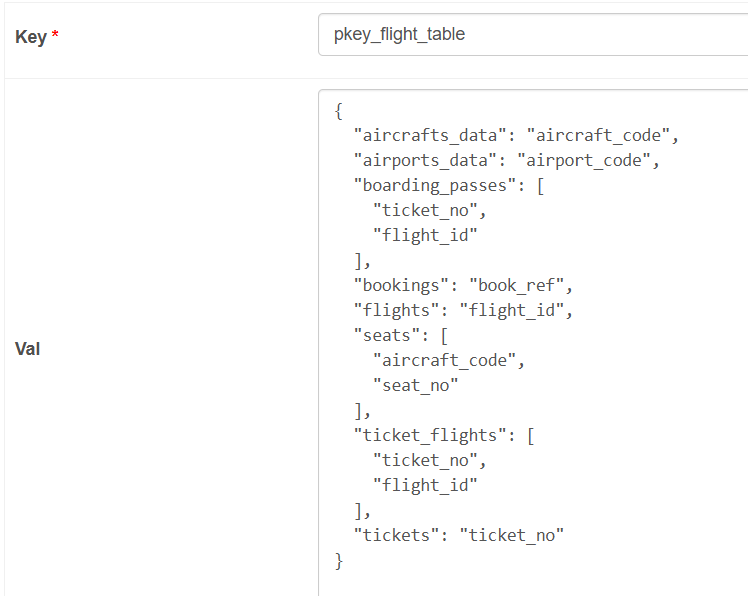 Key *
pkey_flight_table
Val
{
  "aircrafts_data": "aircraft_code",
  "airports_data": "airport_code",
  "boarding_passes": [
    "ticket_no",
    "flight_id"
  ],
  "bookings": "book_ref",
  "flights": "flight_id",
  "seats": [
    "aircraft_code",
    "seat_no"
  ],
  "ticket_flights": [
    "ticket_no",
    "flight_id"
  ],
  "tickets": "ticket_no"
}